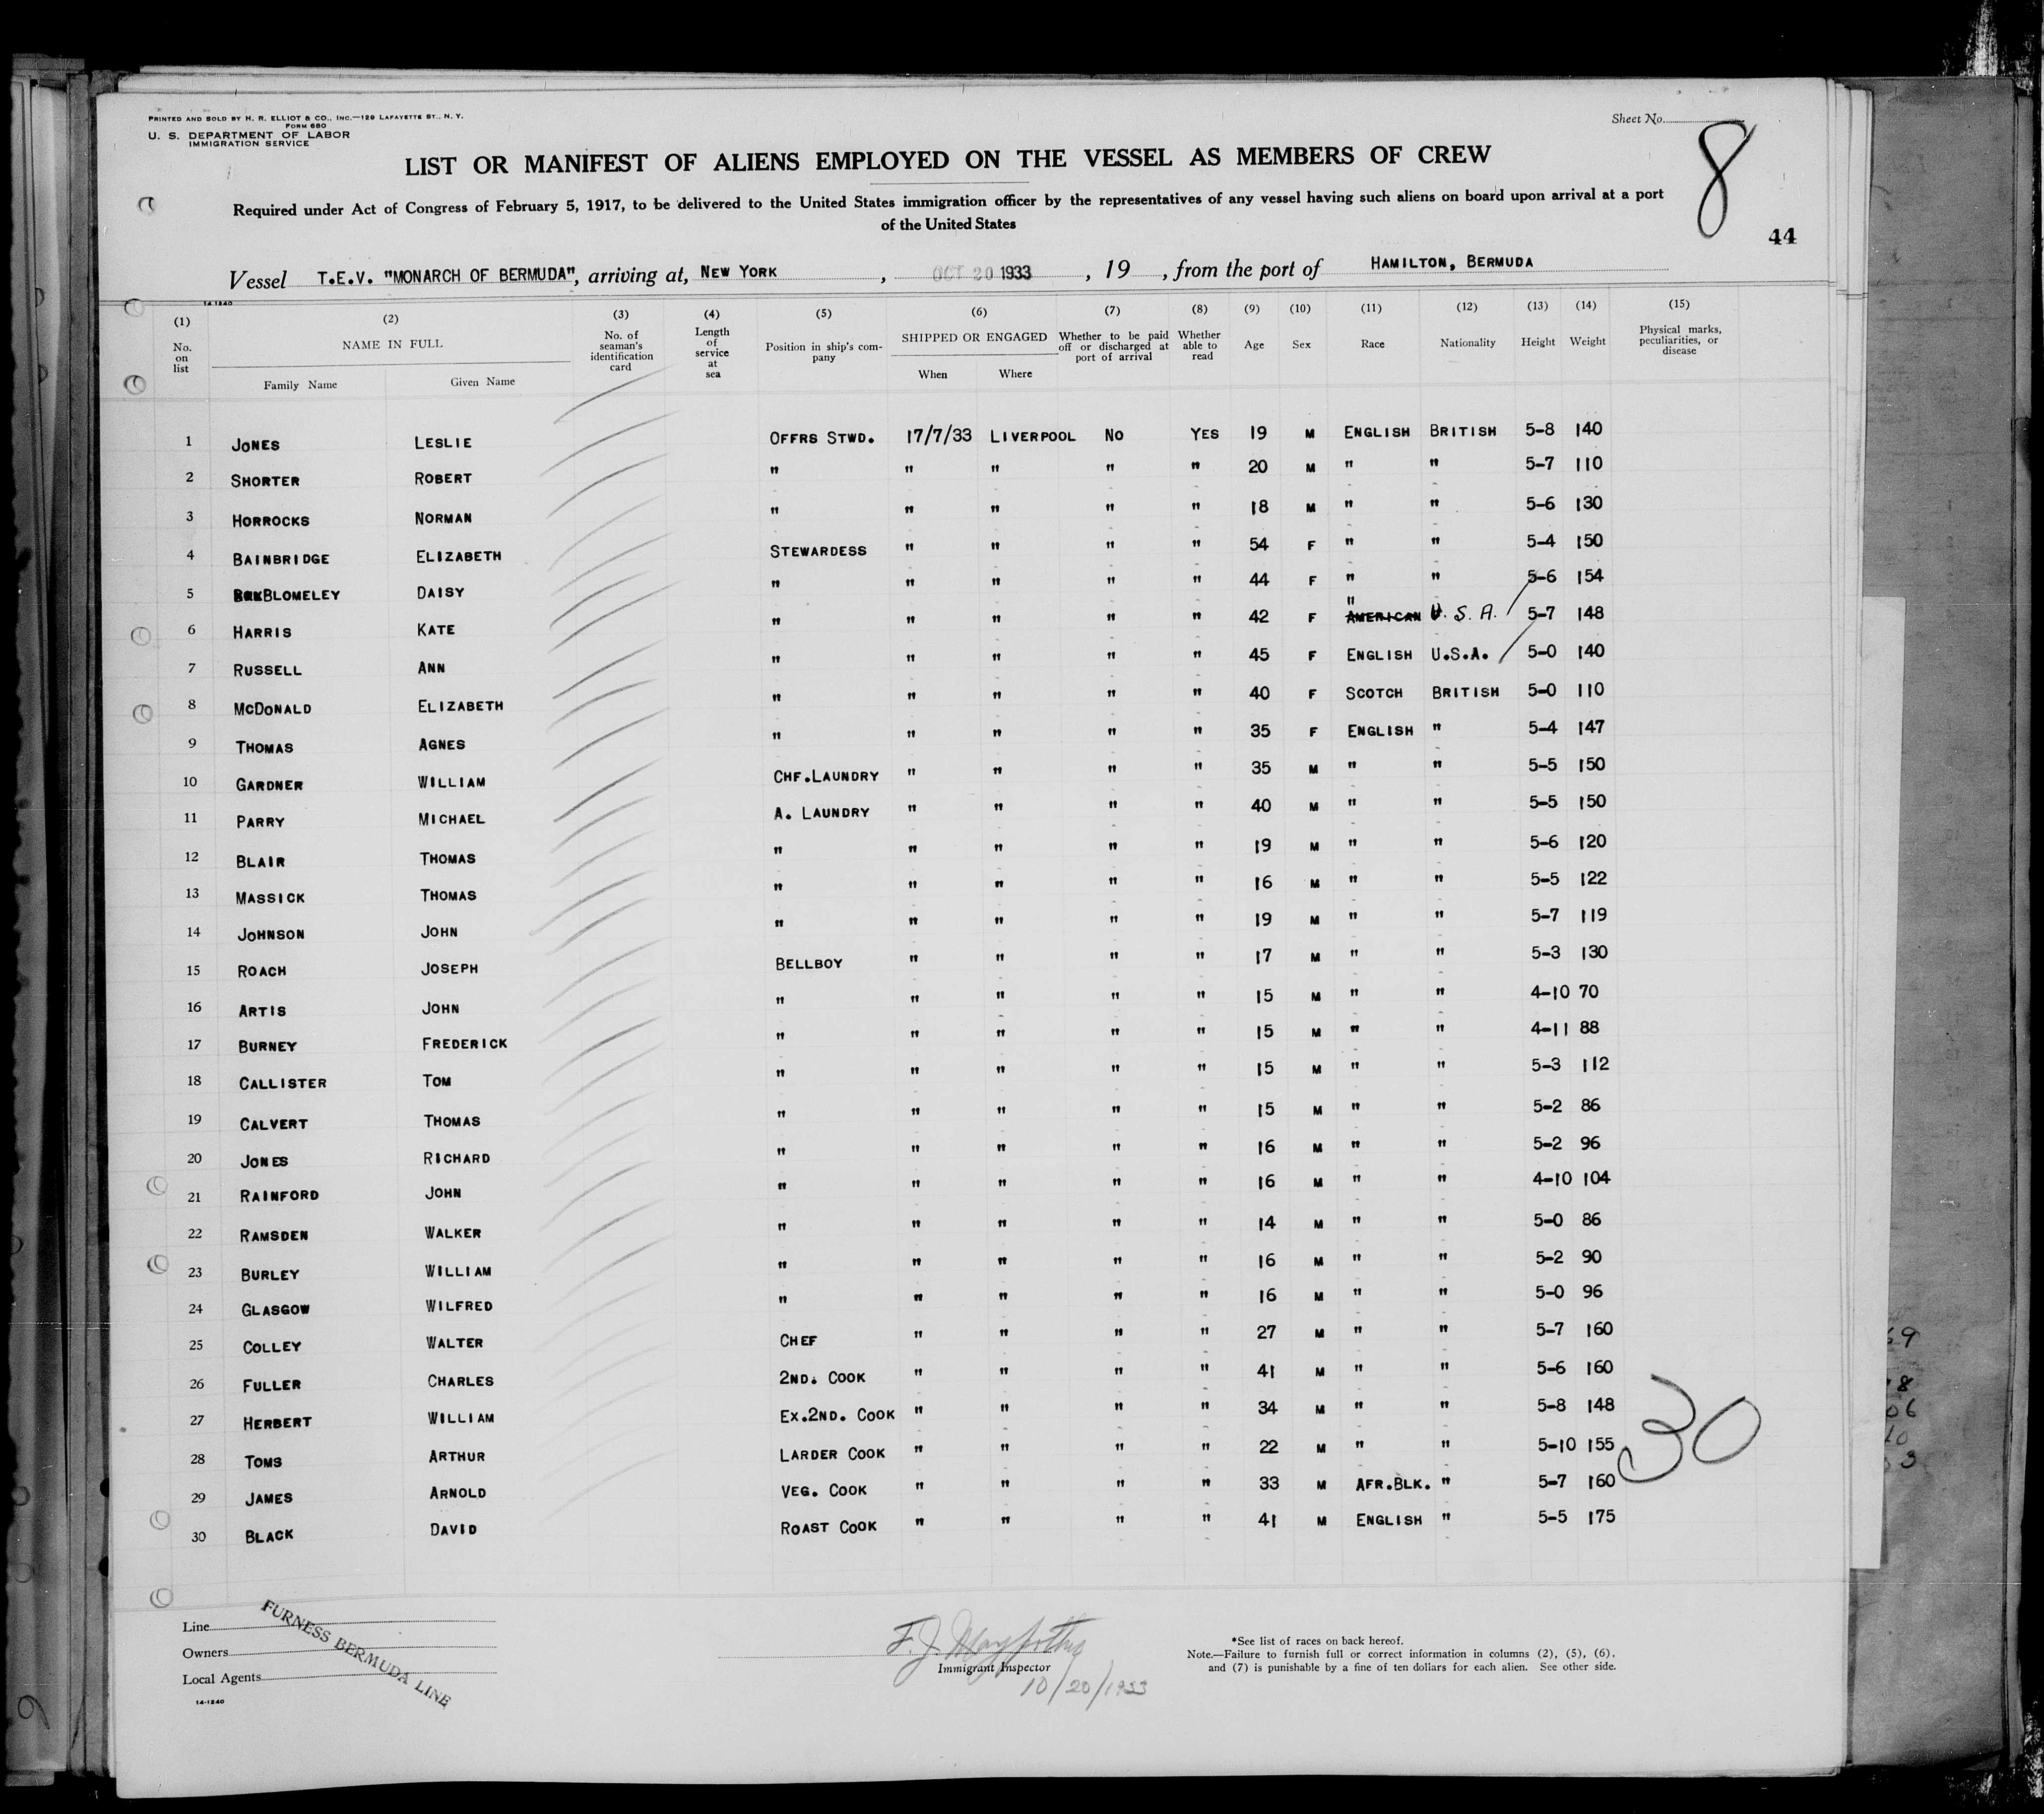 PRINTED AND SOLD BY H. R. ELLIOT & CO., INC.—129 LAFAYETTE ST., N. Y.
FORM 680
U. S. DEPARTMENT OF LABOR
IMMIGRATION SERVICE
Sheet No. 8
LIST OR MANIFEST OF ALIENS EMPLOYED ON THE VESSEL AS MEMBERS OF CREW
Required under Act of Congress of February 5, 1917, to be delivered to the United States immigration officer by the representatives of any vessel having such aliens on board upon arrival at a port
of the United States
44
Vessel T.E.V. "MONARCH OF BERMUDA", arriving at, NEW YORK, OCT 20 1933, 19 , from the port of HAMILTON, BERMUDA
14-1240
(1) No. on list (2) NAME IN FULL Family Name Given Name (3) No. of seaman's identification card (4) Length of service at sea (5) Position in ship's company (6) SHIPPED OR ENGAGED When Where (7) Whether to be paid off or discharged at port of arrival (8) Whether able to read (9) Age (10) Sex (11) Race (12) Nationality (13) Height (14) Weight (15) Physical marks, peculiarities, or disease
1 JONES LESLIE OFFRS STWD. 17/7/33 LIVERPOOL NO YES 19 M ENGLISH BRITISH 5-8 140
2 SHORTER ROBERT " " " " " 20 M " " 5-7 110
3 HORROCKS NORMAN " " " " " 18 M " " 5-6 130
4 BAINBRIDGE ELIZABETH STEWARDESS " " " " 54 F " " 5-4 150
5 BLOMELEY DAISY " " " " " 44 F " " 5-6 154
6 HARRIS KATE " " " " " 42 F " AMERICAN U.S.A. 5-7 148
7 RUSSELL ANN " " " " " 45 F ENGLISH U.S.A. 5-0 140
8 MCDONALD ELIZABETH " " " " " 40 F SCOTCH BRITISH 5-0 110
9 THOMAS AGNES " " " " " 35 F ENGLISH " 5-4 147
10 GARDNER WILLIAM CHF.LAUNDRY " " " " 35 M " " 5-5 150
11 PARRY MICHAEL A. LAUNDRY " " " " 40 M " " 5-5 150
12 BLAIR THOMAS " " " " " 19 M " " 5-6 120
13 MASSICK THOMAS " " " " " 16 M " " 5-5 122
14 JOHNSON JOHN " " " " " 19 M " " 5-7 119
15 ROACH JOSEPH BELLBOY " " " " 17 M " " 5-3 130
16 ARTIS JOHN " " " " " 15 M " " 4-10 70
17 BURNEY FREDERICK " " " " " 15 M " " 4-11 88
18 CALLISTER TOM " " " " " 15 M " " 5-3 112
19 CALVERT THOMAS " " " " " 15 M " " 5-2 86
20 JONES RICHARD " " " " " 16 M " " 5-2 96
21 RAINFORD JOHN " " " " " 16 M " " 4-10 104
22 RAMSDEN WALKER " " " " " 14 M " " 5-0 86
23 BURLEY WILLIAM " " " " " 16 M " " 5-2 90
24 GLASGOW WILFRED " " " " " 16 M " " 5-0 96
25 COLLEY WALTER CHEF " " " " 27 M " " 5-7 160
26 FULLER CHARLES 2ND. COOK " " " " 41 M " " 5-6 160
27 HERBERT WILLIAM EX.2ND. COOK " " " " 34 M " " 5-8 148
28 TOMS ARTHUR LARDER COOK " " " " 22 M " " 5-10 155
29 JAMES ARNOLD VEG. COOK " " " " 33 M AFR.BLK. " 5-7 160
30 BLACK DAVID ROAST COOK " " " " 41 M ENGLISH " 5-5 175
30
Line
Owners
Local Agents
FURNESS BERMUDA LINE
14-1240
F. J.
Immigrant Inspector
10/20/1933
*See list of races on back hereof.
Note.—Failure to furnish full or correct information in columns (2), (5), (6),
and (7) is punishable by a fine of ten dollars for each alien. See other side.